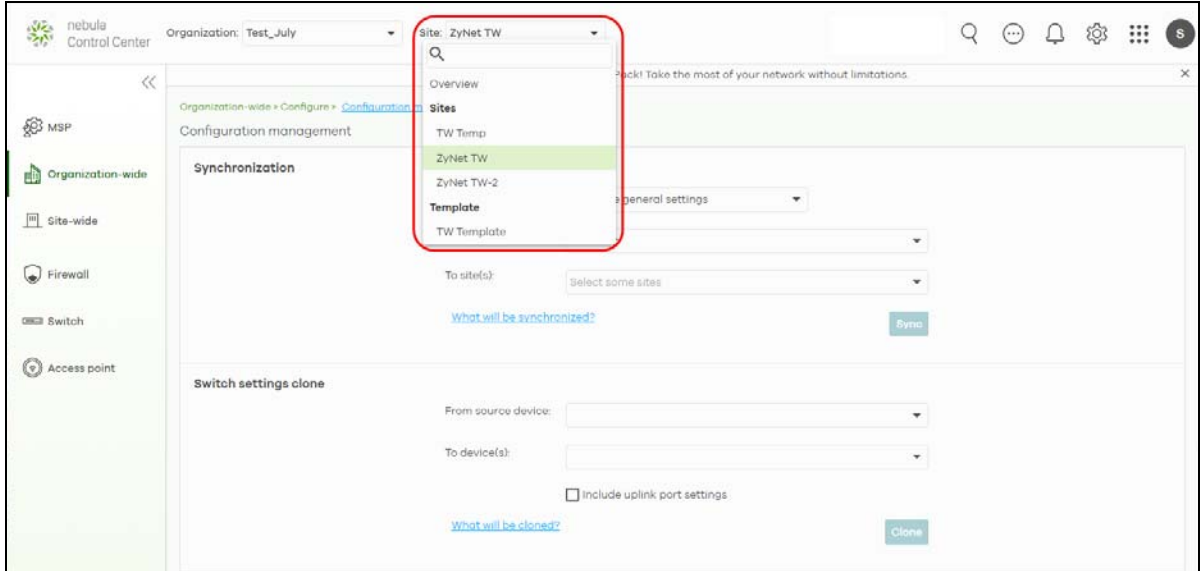 nebula
Control Center
Organization: Test_July
Site: ZyNet TW
S
Pack! Take the most of your network without limitations.
Overview
Organization-wide Configure Configuration m
Sites
MSP
Configuration management
TW Temp
Organization-wide
Synchronization
ZyNet TW
ZyNet TW-2
general settings
Site-wide
Template
TW Template
Firewall
To site(s):
Select some sites
Switch
What will be synchronized?
Sync
Access point
Switch settings clone
From source device:
To device(s):
Include uplink port settings
What will be cloned?
Clone